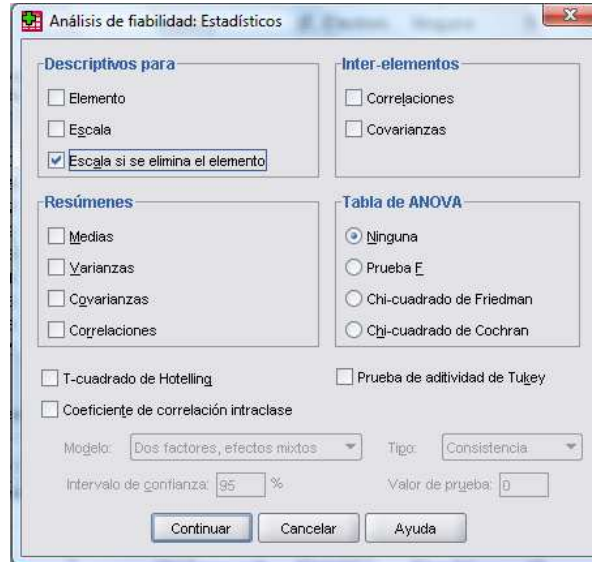 Análisis de fiabilidad: Estadísticos
Descriptivos para
Elemento
Escala
Escala si se elimina el elemento
Inter-elementos
Correlaciones
Covarianzas
Resúmenes
Medias
Varianzas
Covarianzas
Correlaciones
Tabla de ANOVA
Ninguna
Prueba F
Chi-cuadrado de Friedman
Chi-cuadrado de Cochran
T-cuadrado de Hotelling
Prueba de aditividad de Tukey
Coeficiente de correlación intraclase
Modelo: Dos factores, efectos mixtos Tipo: Consistencia
Intervalo de confianza: 95 % Valor de prueba: 0
Continuar Cancelar Ayuda